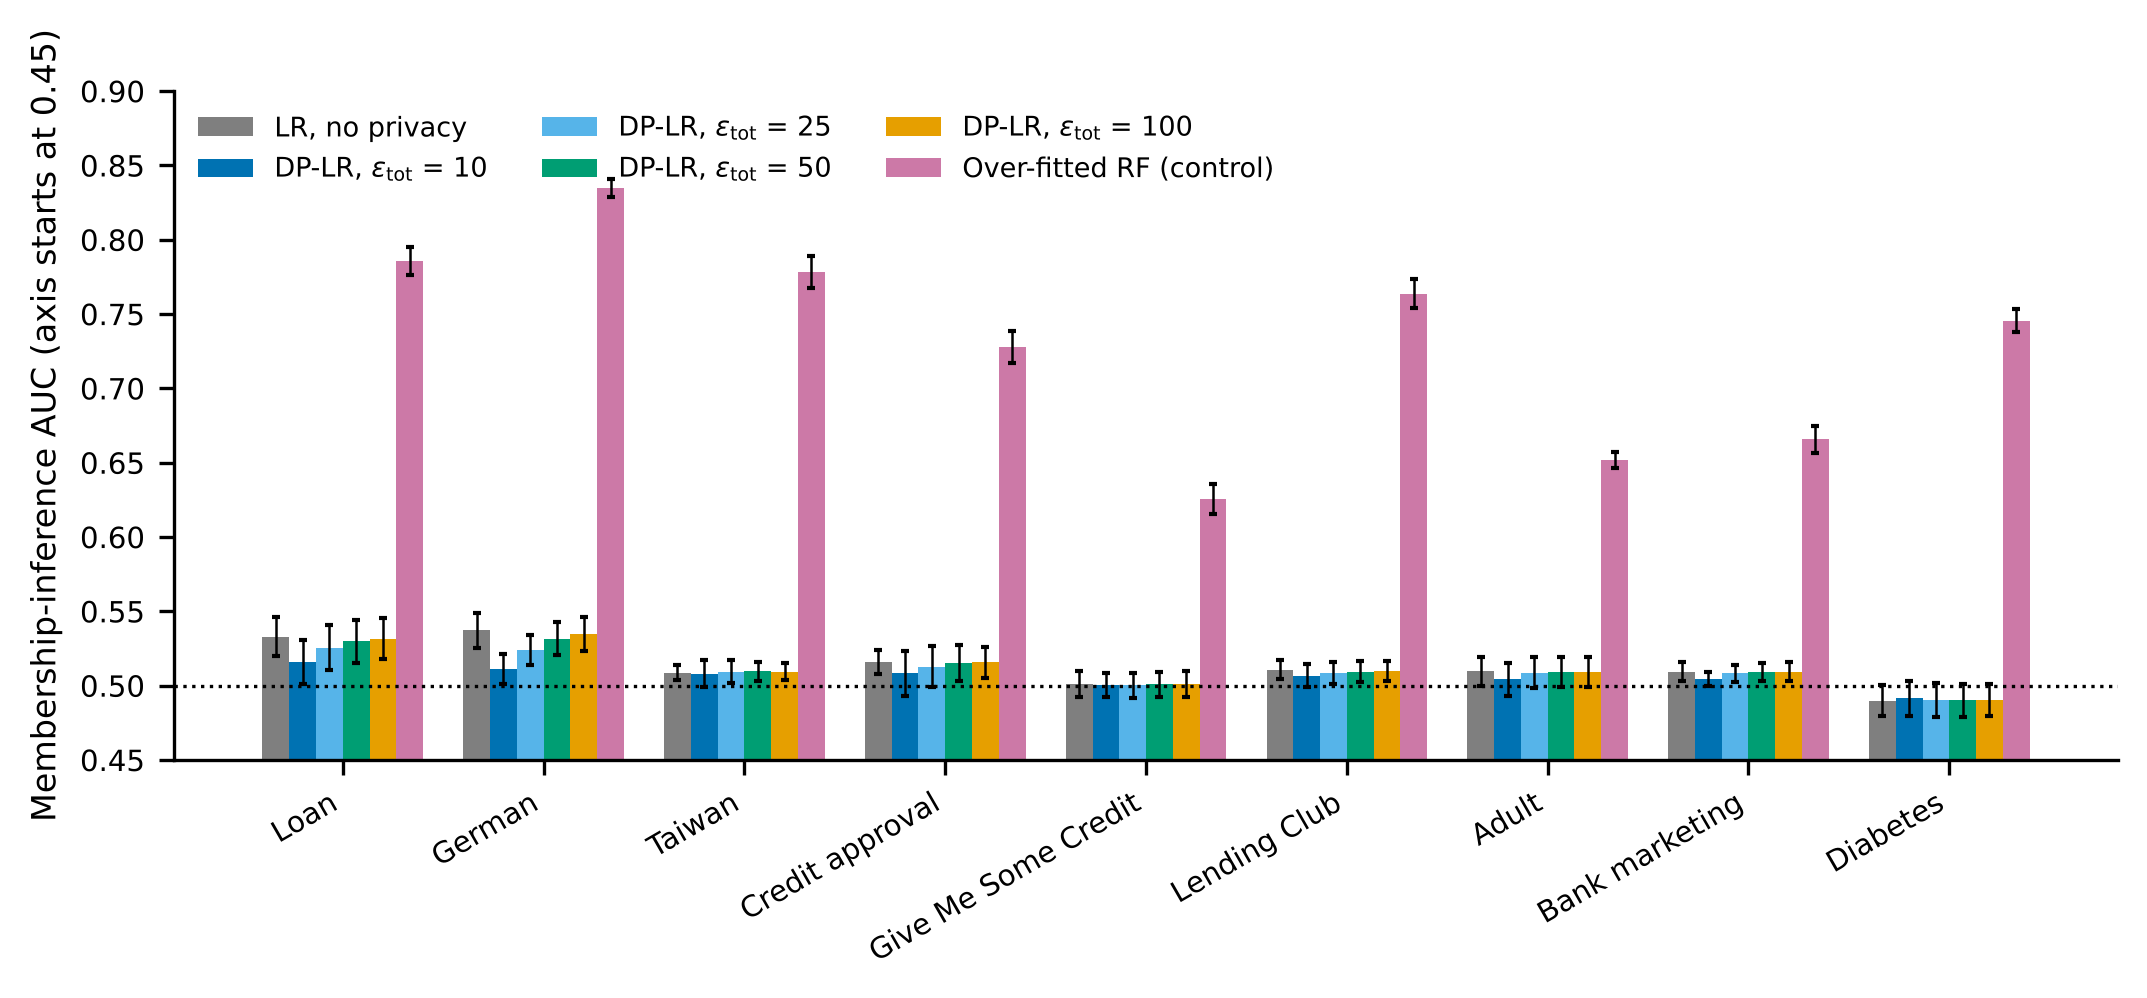 Membership-inference AUC (axis starts at 0.45)
0.90
0.85
0.80
0.75
0.70
0.65
0.60
0.55
0.50
0.45
LR, no privacy
DP-LR, εtot = 10
DP-LR, εtot = 25
DP-LR, εtot = 50
DP-LR, εtot = 100
Over-fitted RF (control)
Loan
German
Taiwan
Credit approval
Give Me Some Credit
Lending Club
Adult
Bank marketing
Diabetes